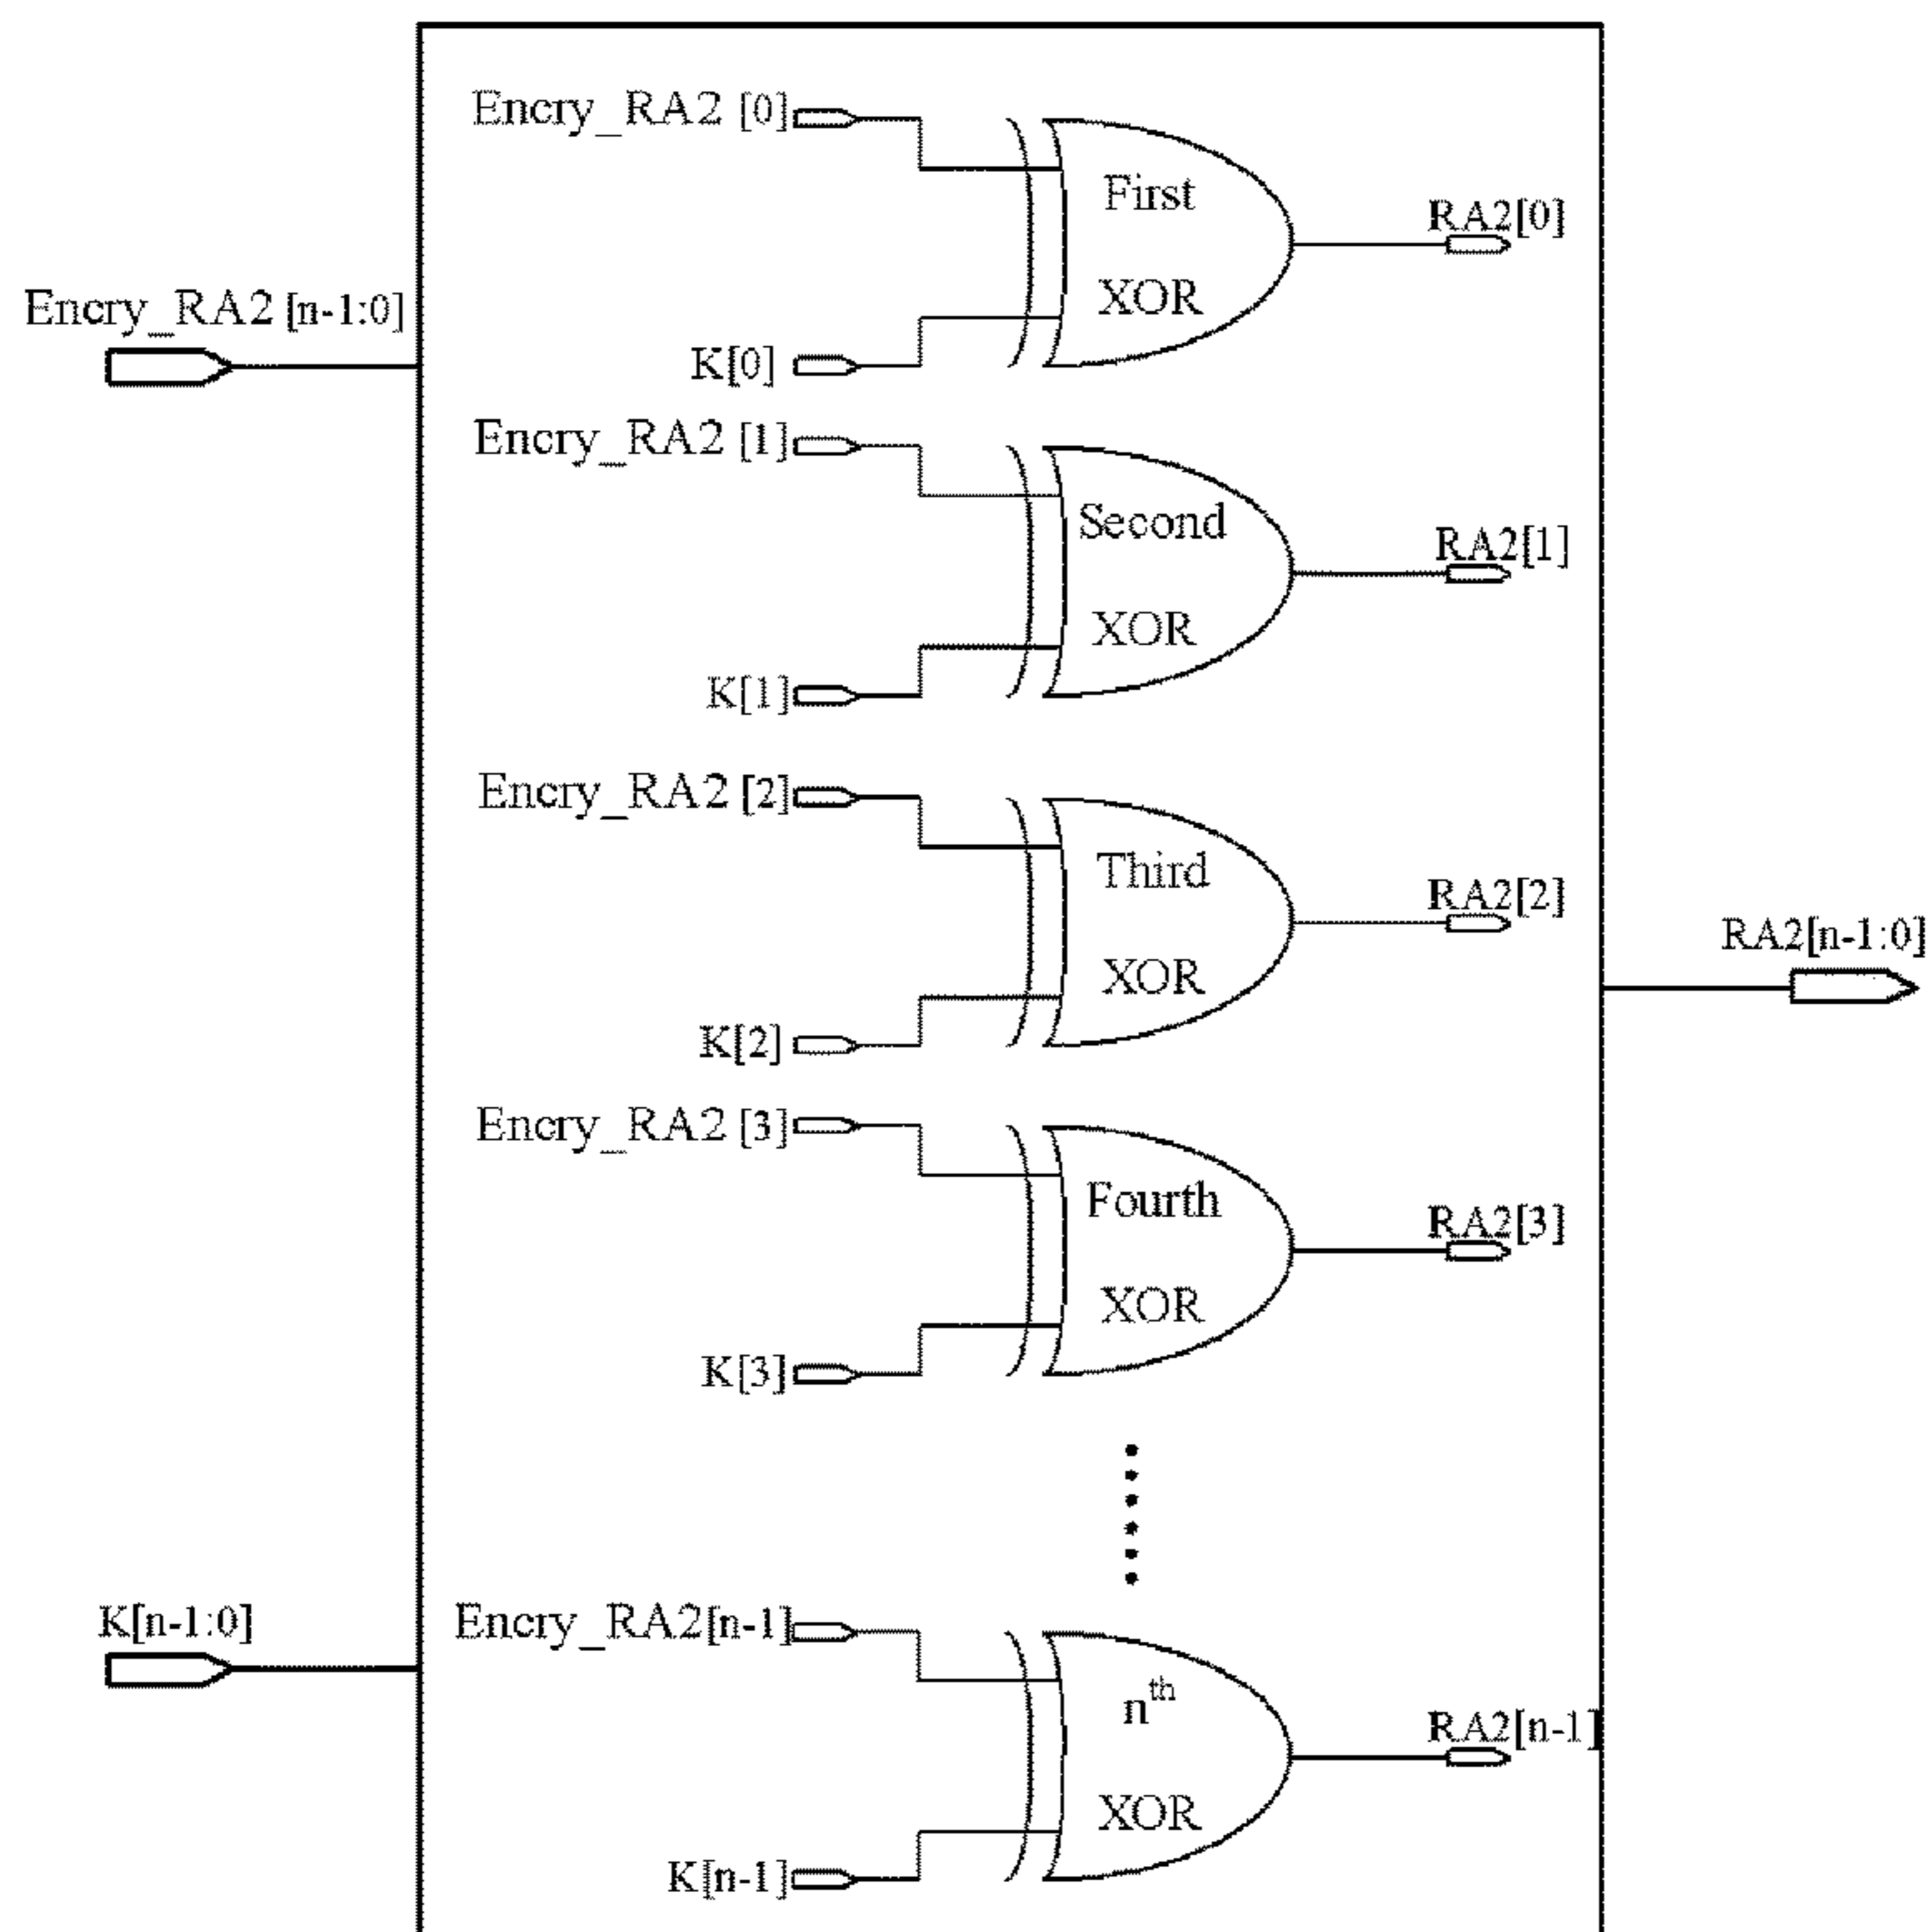 Encry_RA2 [n-1:0]
K[n-1:0]
Encry_RA2 [0]
K[0]
First
XOR
RA2[0]
Encry_RA2 [1]
K[1]
Second
XOR
RA2[1]
Encry_RA2 [2]
K[2]
Third
XOR
RA2[2]
Encry_RA2 [3]
K[3]
Fourth
XOR
RA2[3]
Encry_RA2[n-1]
K[n-1]
nth
XOR
RA2[n-1]
RA2[n-1:0]